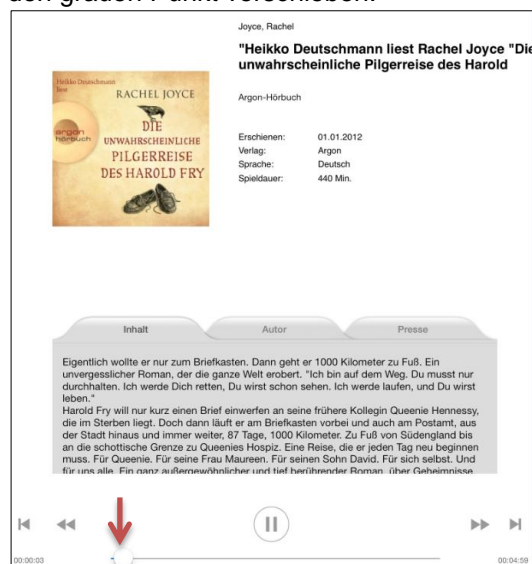 den grauen Punkt verschieben.
Joyce, Rachel
"Heikko Deutschmann liest Rachel Joyce "Die
unwahrscheinliche Pilgerreise des Harold
Argon-Hörbuch
Erschienen: 01.01.2012
Verlag: Argon
Sprache: Deutsch
Spieldauer: 440 Min.
Heikko Deutschmann
liest
RACHEL JOYCE
argon
hörbuch
DIE
UNWAHRSCHEINLICHE
PILGERREISE
DES HAROLD FRY
Inhalt Autor Presse
Eigentlich wollte er nur zum Briefkasten. Dann geht er 1000 Kilometer zu Fuß. Ein
unvergesslicher Roman, der die ganze Welt erobert. "Ich bin auf dem Weg. Du musst nur
durchhalten. Ich werde Dich retten, Du wirst schon sehen. Ich werde laufen, und Du wirst
leben."
Harold Fry will nur kurz einen Brief einwerfen an seine frühere Kollegin Queenie Hennessy,
die im Sterben liegt. Doch dann läuft er am Briefkasten vorbei und auch am Postamt, aus
der Stadt hinaus und immer weiter, 87 Tage, 1000 Kilometer. Zu Fuß von Südengland bis
an die schottische Grenze zu Queenies Hospiz. Eine Reise, die er jeden Tag neu beginnen
muss. Für Queenie. Für seine Frau Maureen. Für seinen Sohn David. Für sich selbst. Und
für uns alle. Ein ganz außergewöhnlicher und tief berührender Roman, über Geheimnisse
00:00:03 00:04:59